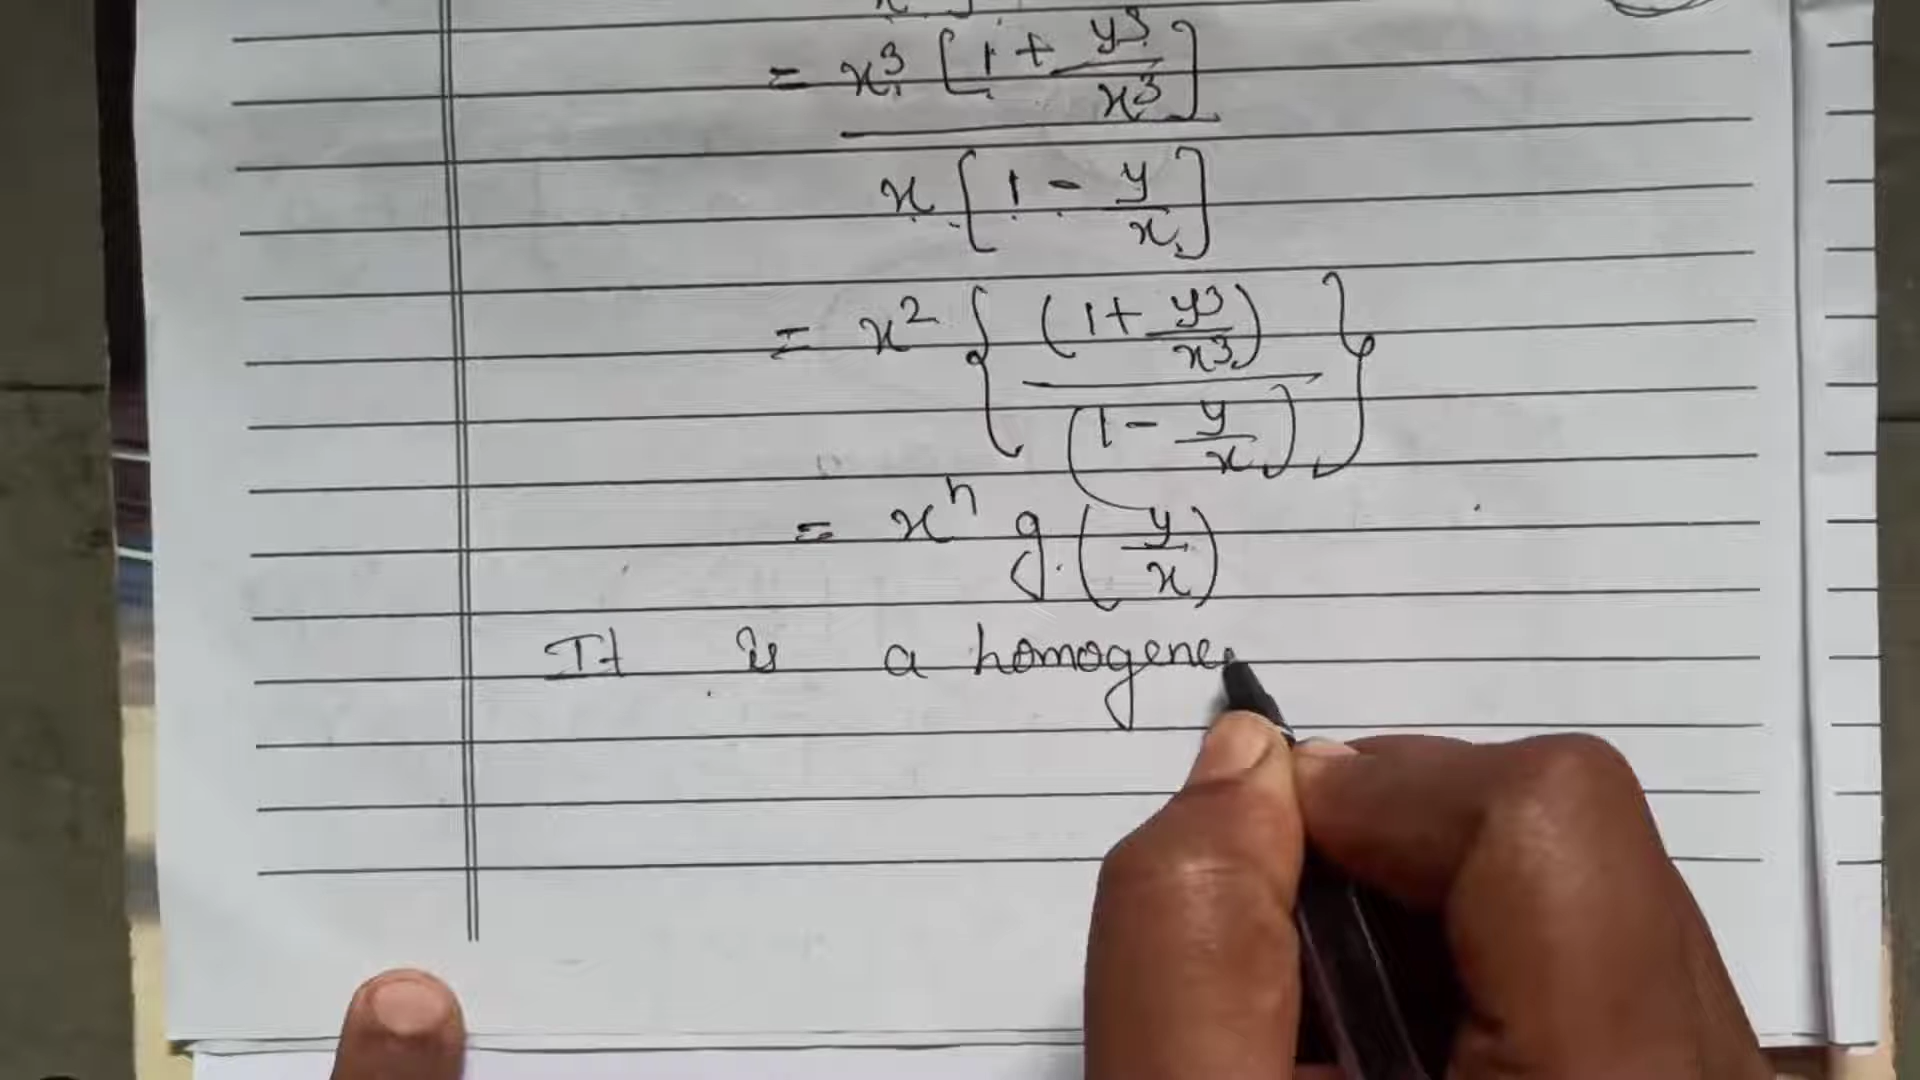 = x³ [1 + y³/x³]
x [1 - y/x]
= x² { (1 + y³/x³) / (1 - y/x) }
= xⁿ g. (y/x)
It is a homogene